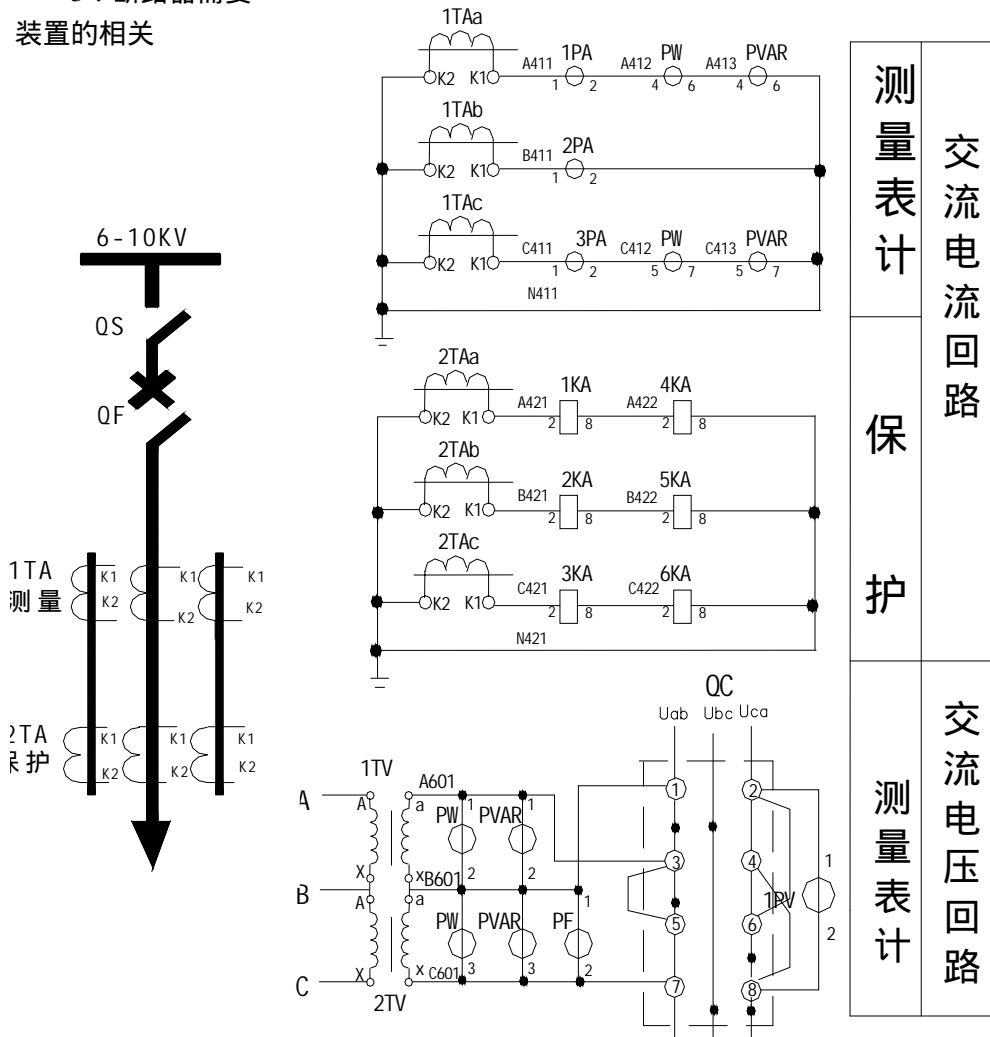 装置的相关
6-10KV
QS
QF
1TA K1 K1 K1
测量 K2 K2 K2
2TA K1 K1 K1
保护 K2 K2 K2
1TAa
K2 K1 A411 1PA A412 PW A413 PVAR
1 2 4 6 4 6
1TAb
K2 K1 B411 2PA
1 2
1TAc
K2 K1 C411 3PA C412 PW C413 PVAR
1 2 5 7 5 7
N411
2TAa
K2 K1 A421 1KA A422 4KA
2 8 2 8
2TAb
K2 K1 B421 2KA B422 5KA
2 8 2 8
2TAc
K2 K1 C421 3KA C422 6KA
2 8 2 8
N421
QC
Uab Ubc Uca
1TV
A A a A601
PW 1 PVAR 1
X x B601 2 2
B A a 1
PW PVAR PF
C X x C601 3 3 2
2TV
1 2
3 4
5 6
7 8
1
1PV
2
测量表计
保护
交流电流回路
测量表计
交流电压回路